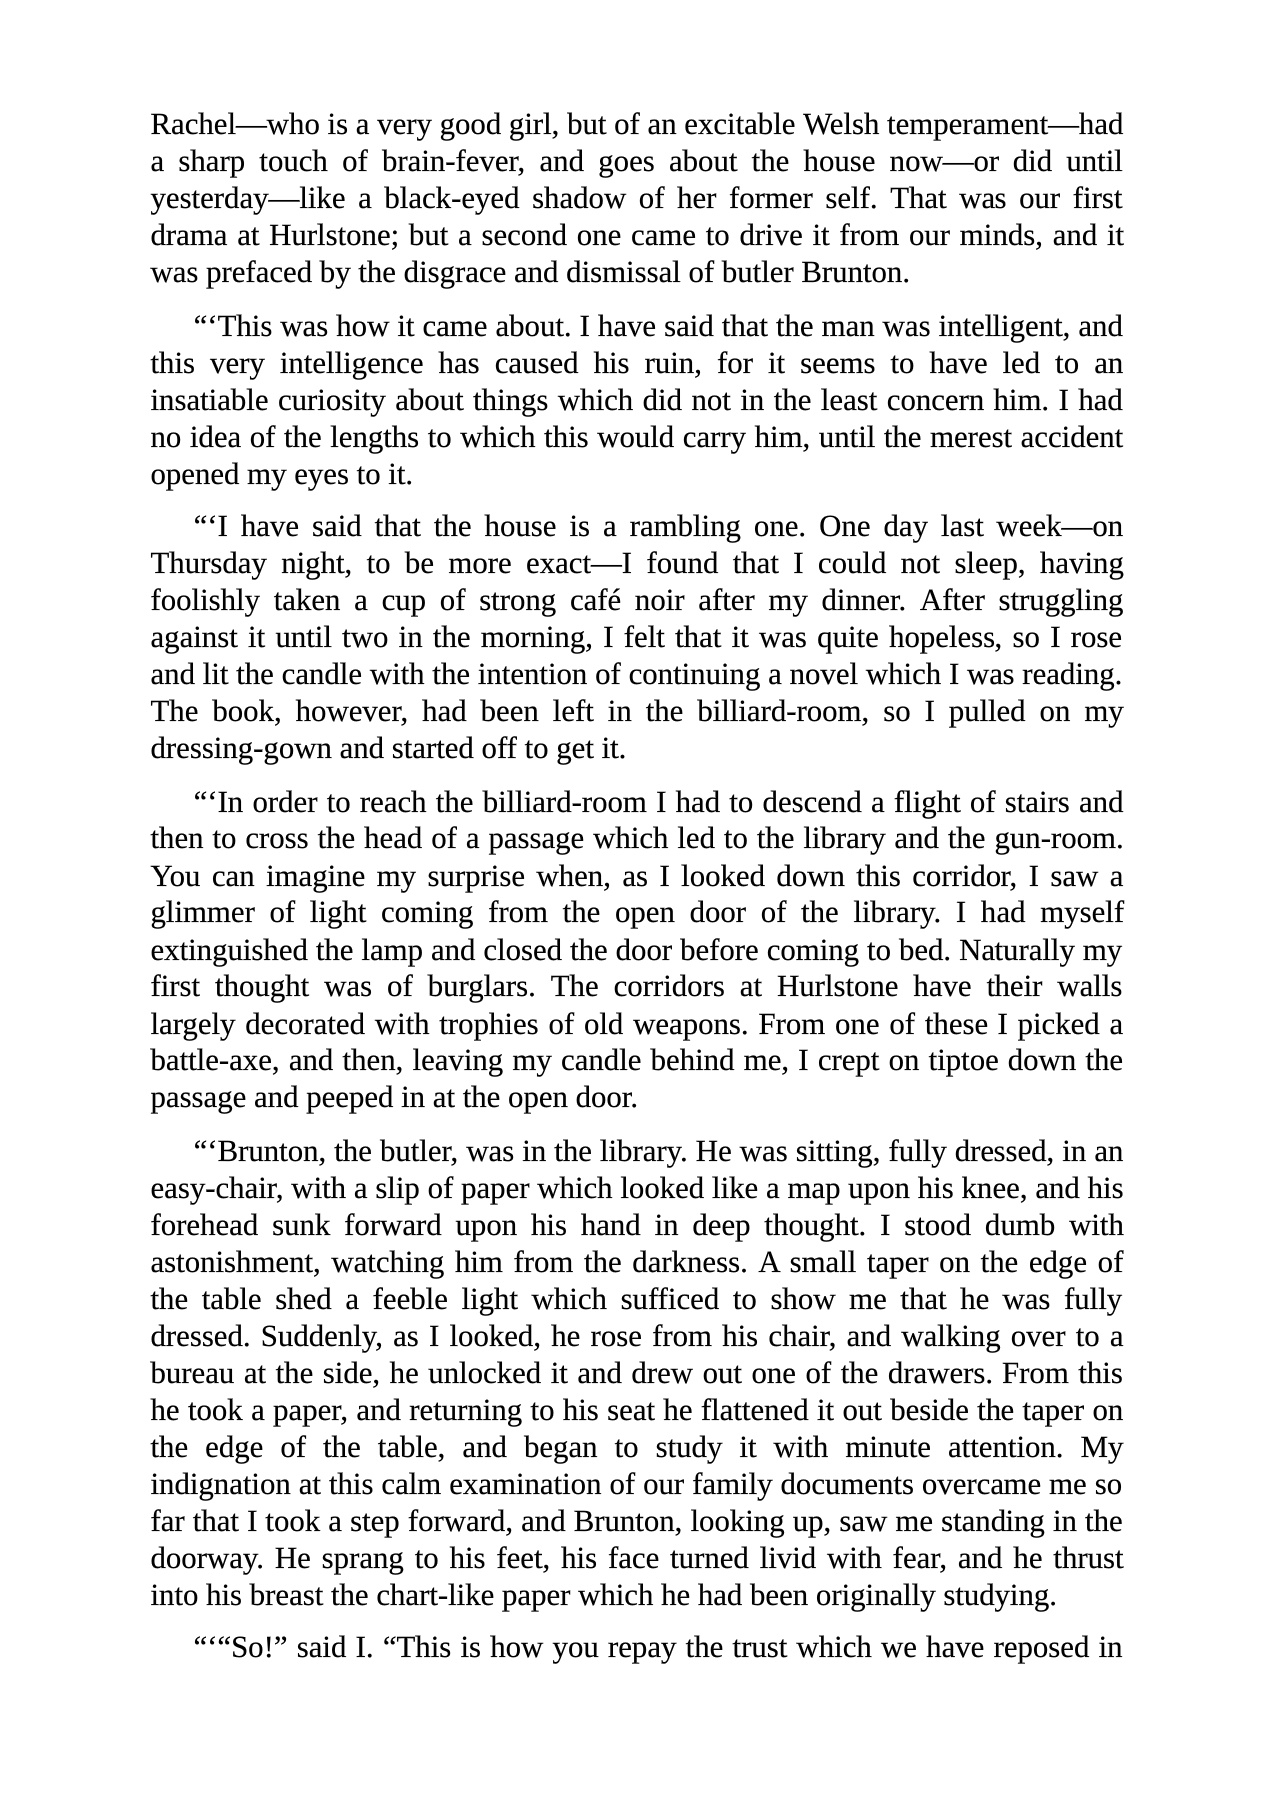 Rachel—who is a very good girl, but of an excitable Welsh temperament—had
a sharp touch of brain-fever, and goes about the house now—or did until
yesterday—like a black-eyed shadow of her former self. That was our first
drama at Hurlstone; but a second one came to drive it from our minds, and it
was prefaced by the disgrace and dismissal of butler Brunton.
“‘This was how it came about. I have said that the man was intelligent, and
this very intelligence has caused his ruin, for it seems to have led to an
insatiable curiosity about things which did not in the least concern him. I had
no idea of the lengths to which this would carry him, until the merest accident
opened my eyes to it.
“‘I have said that the house is a rambling one. One day last week—on
Thursday night, to be more exact—I found that I could not sleep, having
foolishly taken a cup of strong café noir after my dinner. After struggling
against it until two in the morning, I felt that it was quite hopeless, so I rose
and lit the candle with the intention of continuing a novel which I was reading.
The book, however, had been left in the billiard-room, so I pulled on my
dressing-gown and started off to get it.
“‘In order to reach the billiard-room I had to descend a flight of stairs and
then to cross the head of a passage which led to the library and the gun-room.
You can imagine my surprise when, as I looked down this corridor, I saw a
glimmer of light coming from the open door of the library. I had myself
extinguished the lamp and closed the door before coming to bed. Naturally my
first thought was of burglars. The corridors at Hurlstone have their walls
largely decorated with trophies of old weapons. From one of these I picked a
battle-axe, and then, leaving my candle behind me, I crept on tiptoe down the
passage and peeped in at the open door.
“‘Brunton, the butler, was in the library. He was sitting, fully dressed, in an
easy-chair, with a slip of paper which looked like a map upon his knee, and his
forehead sunk forward upon his hand in deep thought. I stood dumb with
astonishment, watching him from the darkness. A small taper on the edge of
the table shed a feeble light which sufficed to show me that he was fully
dressed. Suddenly, as I looked, he rose from his chair, and walking over to a
bureau at the side, he unlocked it and drew out one of the drawers. From this
he took a paper, and returning to his seat he flattened it out beside the taper on
the edge of the table, and began to study it with minute attention. My
indignation at this calm examination of our family documents overcame me so
far that I took a step forward, and Brunton, looking up, saw me standing in the
doorway. He sprang to his feet, his face turned livid with fear, and he thrust
into his breast the chart-like paper which he had been originally studying.
“‘“So!” said I. “This is how you repay the trust which we have reposed in